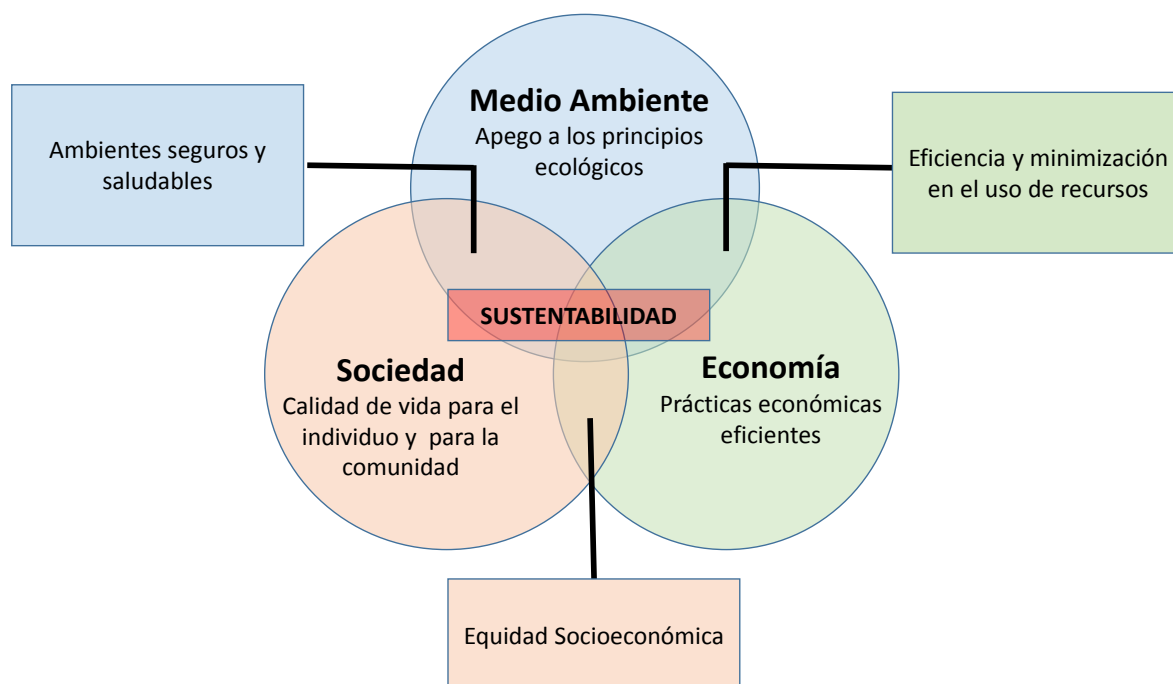 Medio Ambiente
Apego a los principios
ecológicos
Ambientes seguros y
saludables
Eficiencia y minimización
en el uso de recursos
SUSTENTABILIDAD
Sociedad
Calidad de vida para el
individuo y para la
comunidad
Economía
Prácticas económicas
eficientes
Equidad Socioeconómica